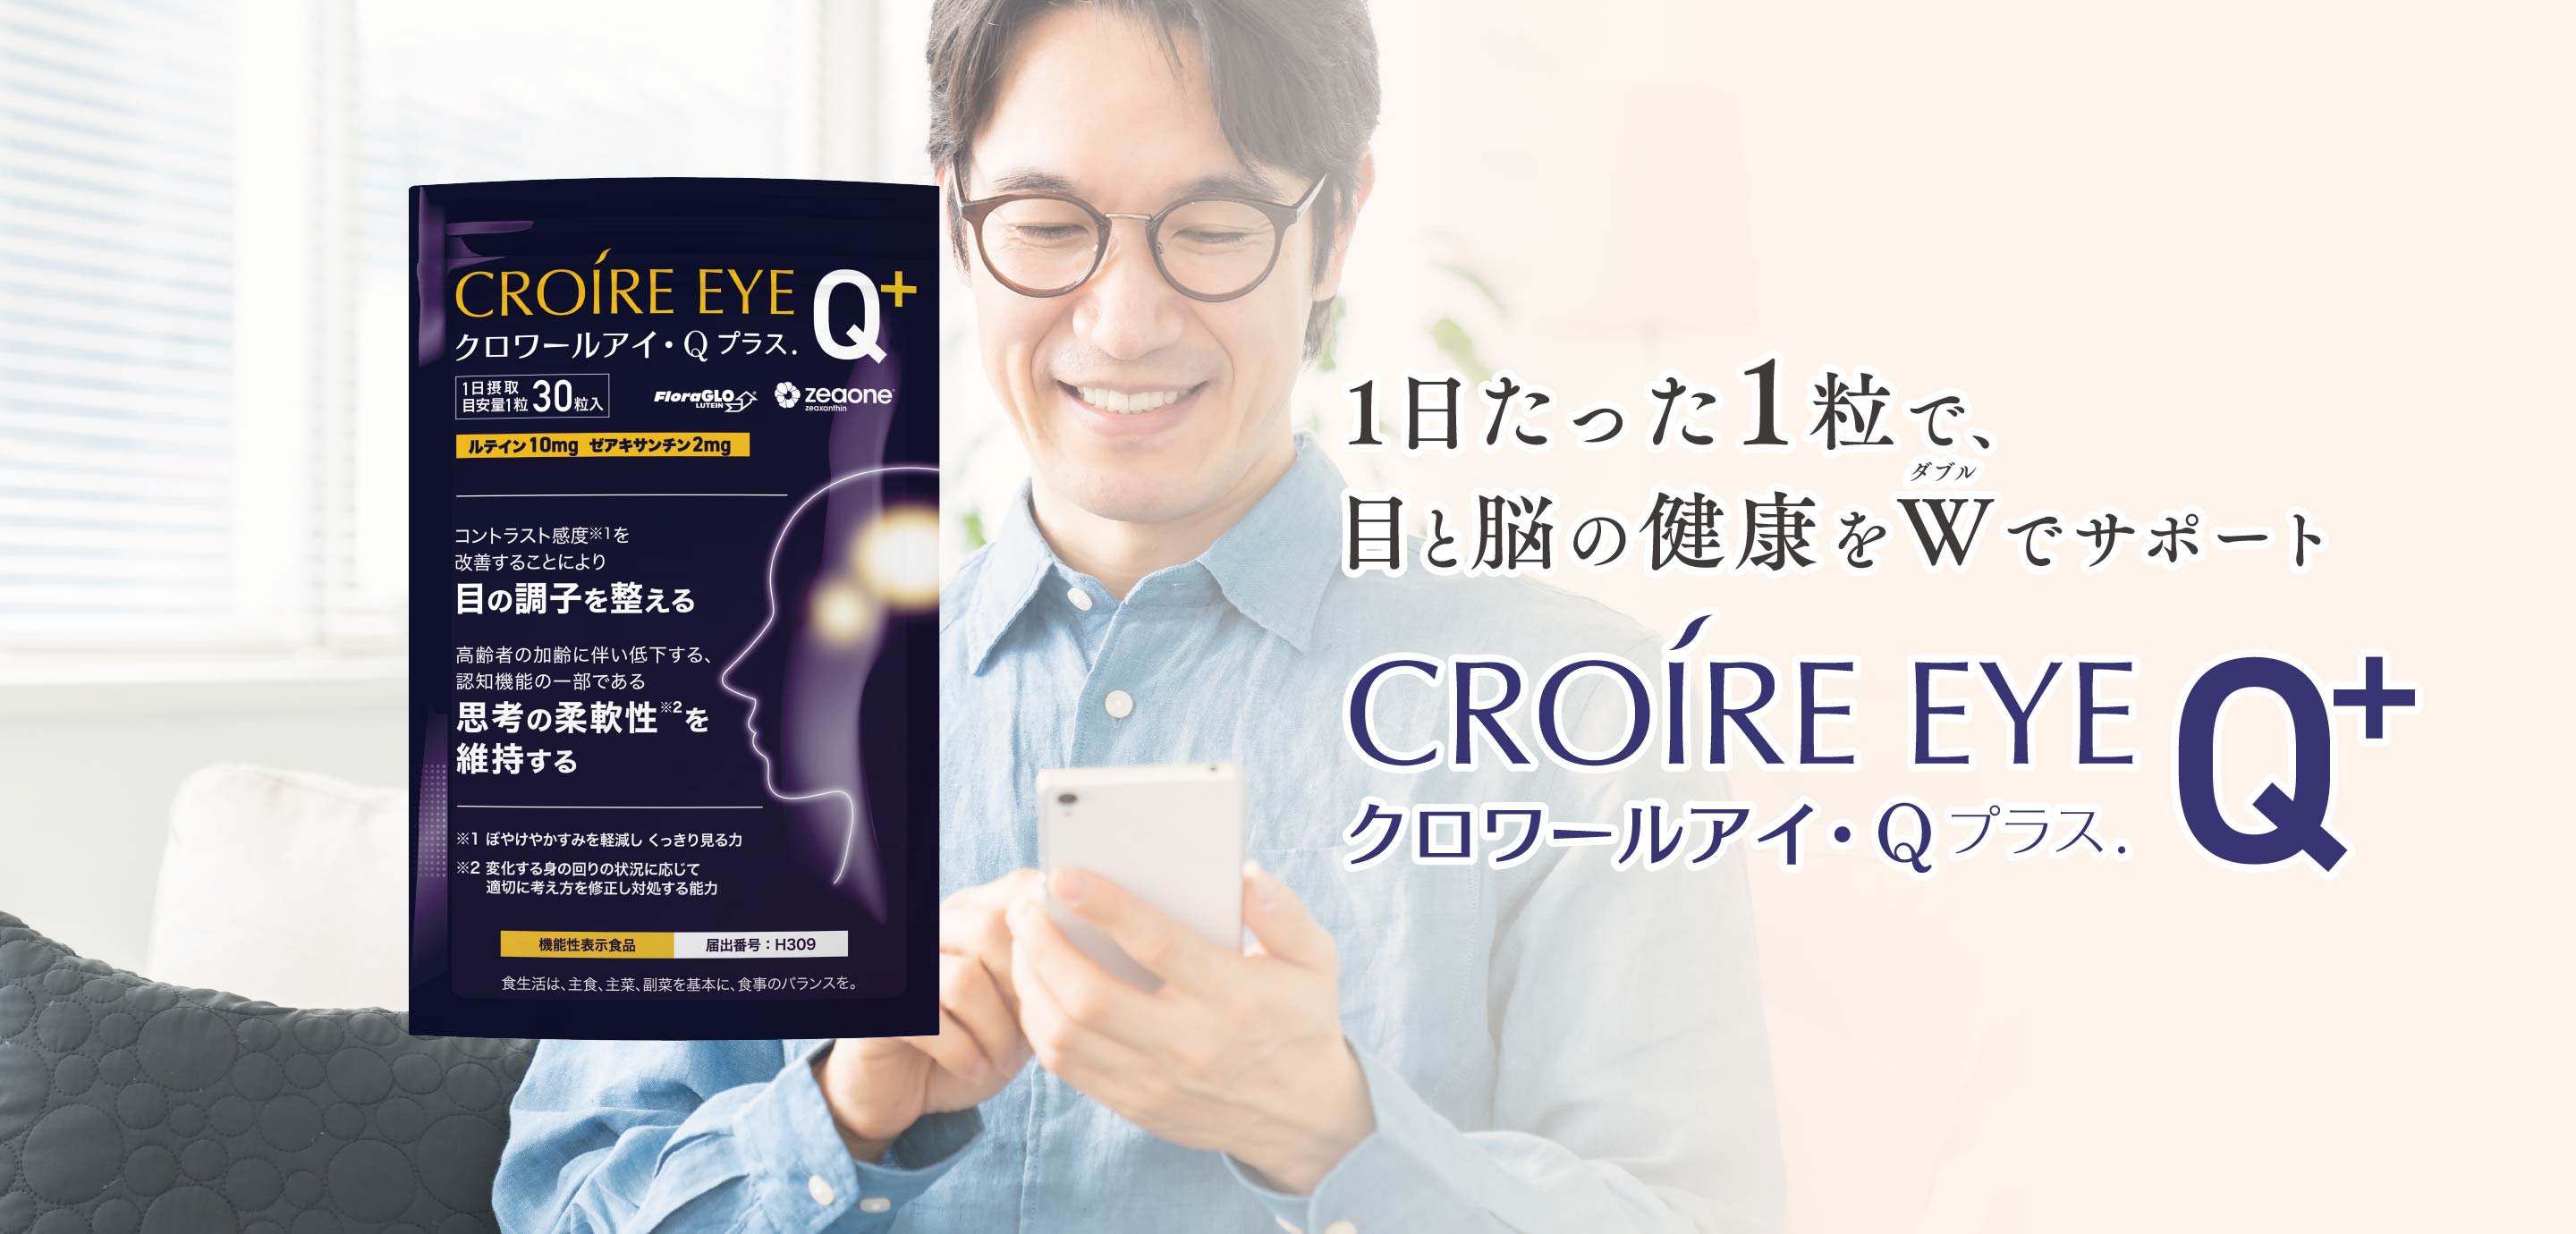 CROIRE EYE Q+
クロワールアイ・Q プラス.
1日摂取
目安量1粒 30粒入
FloraGLO
LUTEIN
zeaone
zeaxanthin
ルテイン10mg ゼアキサンチン2mg
コントラスト感度※1を
改善することにより
目の調子を整える
高齢者の加齢に伴い低下する、
認知機能の一部である
思考の柔軟性※2を
維持する
※1 ぼやけやかすみを軽減し くっきり見る力
※2 変化する身の回りの状況に応じて
適切に考え方を修正し対処する能力
機能性表示食品 届出番号：H309
食生活は、主食、主菜、副菜を基本に、食事のバランスを。
1日たった1粒で、
ダブル
目と脳の健康をWでサポート
CROIRE EYE Q+
クロワールアイ・Q プラス.